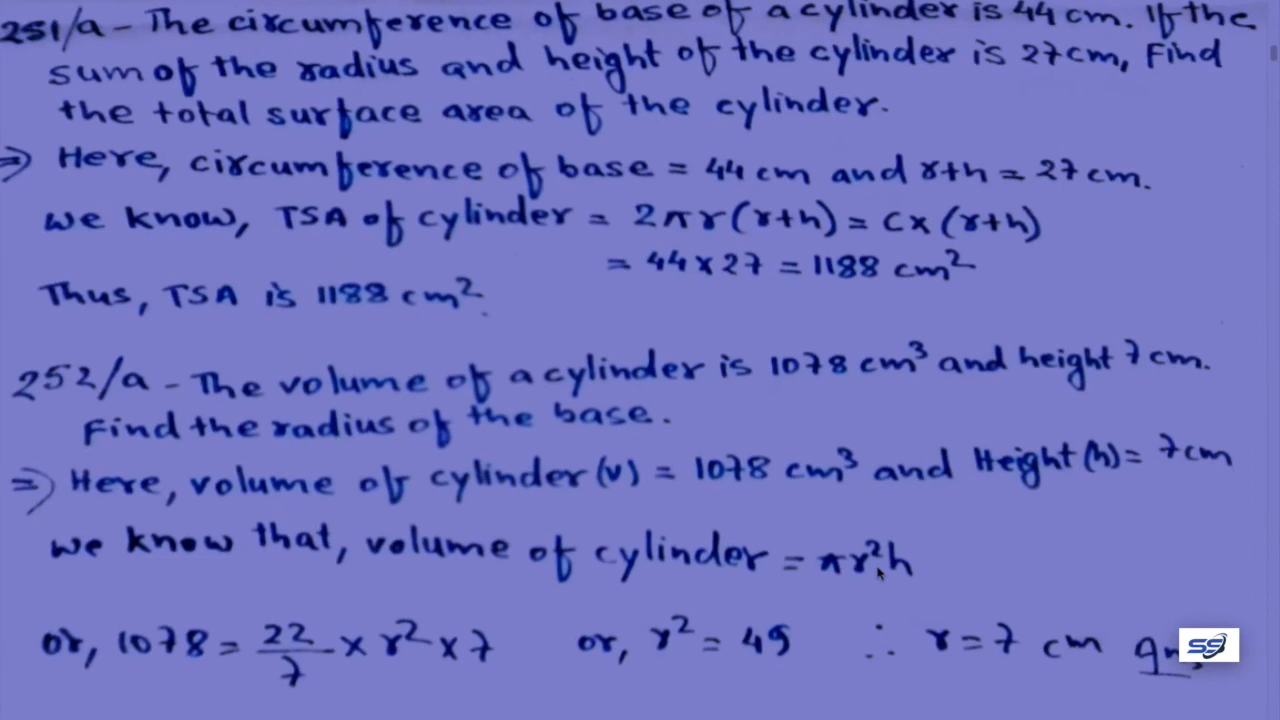 251/a - The circumference of base of a cylinder is 44 cm. If the
sum of the radius and height of the cylinder is 27cm, Find
the total surface area of the cylinder.
⇒ Here, circumference of base = 44 cm and r+h = 27 cm.
we know, TSA of cylinder = 2πr(r+h) = C×(r+h)
= 44×27 = 1188 cm²
Thus, TSA is 1188 cm².
252/a - The volume of a cylinder is 1078 cm³ and height 7 cm.
Find the radius of the base.
⇒ Here, volume of cylinder (v) = 1078 cm³ and Height (h) = 7cm
we know that, volume of cylinder = πr²h
or, 1078 = 22/7 × r² × 7 or, r² = 49 ∴ r = 7 cm
SS